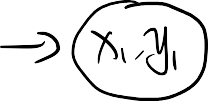 → x₁, y₁